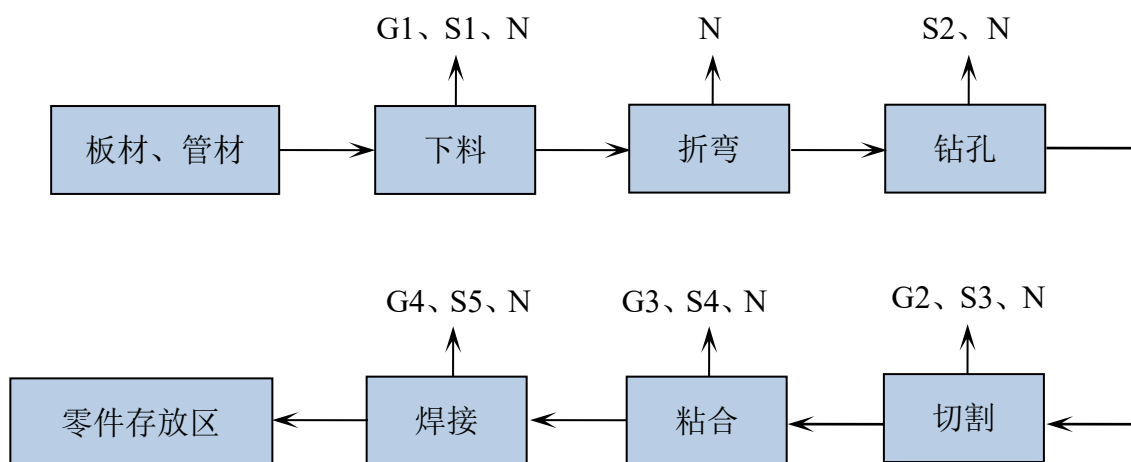 G1、S1、N
N
S2、N
板材、管材
下料
折弯
钻孔
G4、S5、N
G3、S4、N
G2、S3、N
零件存放区
焊接
粘合
切割